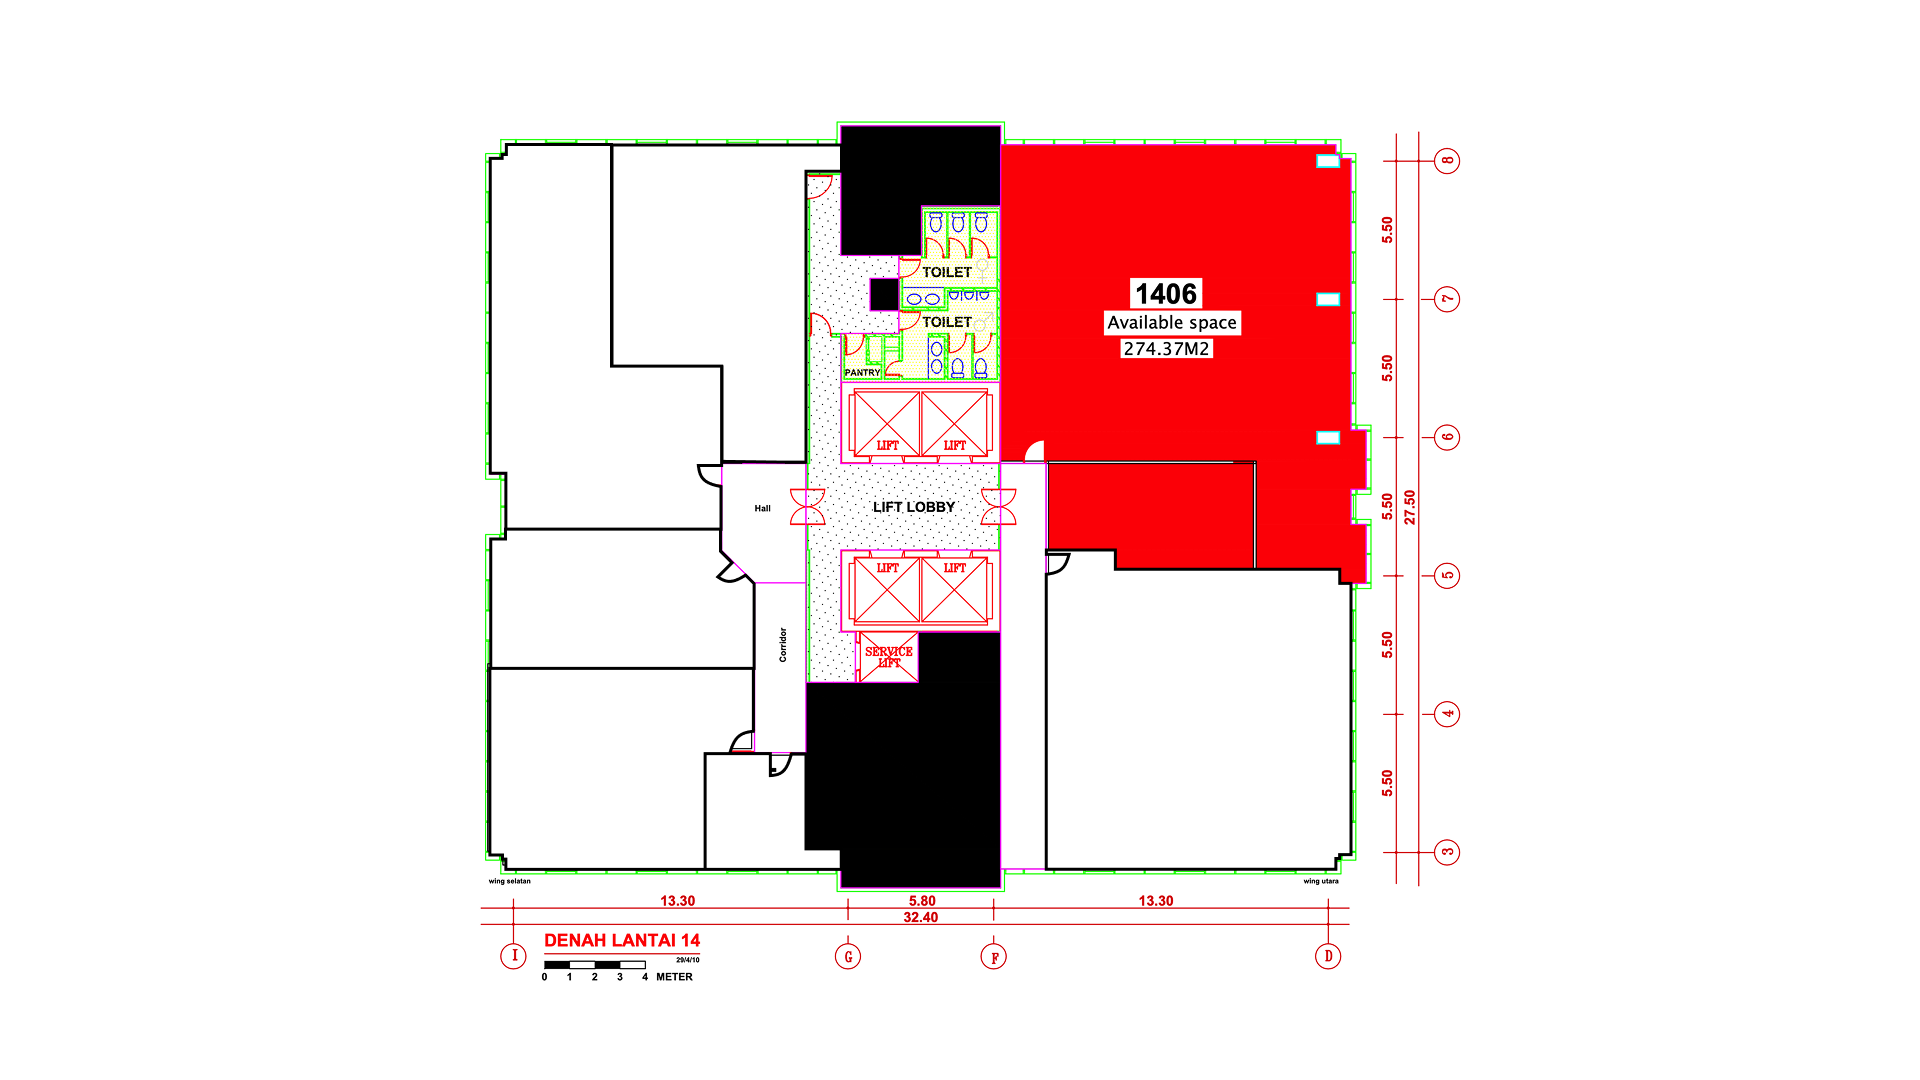 8
5.50
TOILET
7
1406
Available space
TOILET
274.37M2
5.50
PANTRY
LIFT
LIFT
6
Hall
LIFT LOBBY
5.50
27.50
LIFT
LIFT
5
Corridor
SERVICE
LIFT
5.50
4
5.50
3
wing selatan
wing utara
13.30
5.80
13.30
32.40
I
G
F
D
DENAH LANTAI 14
29/4/10
0 1 2 3 4 METER